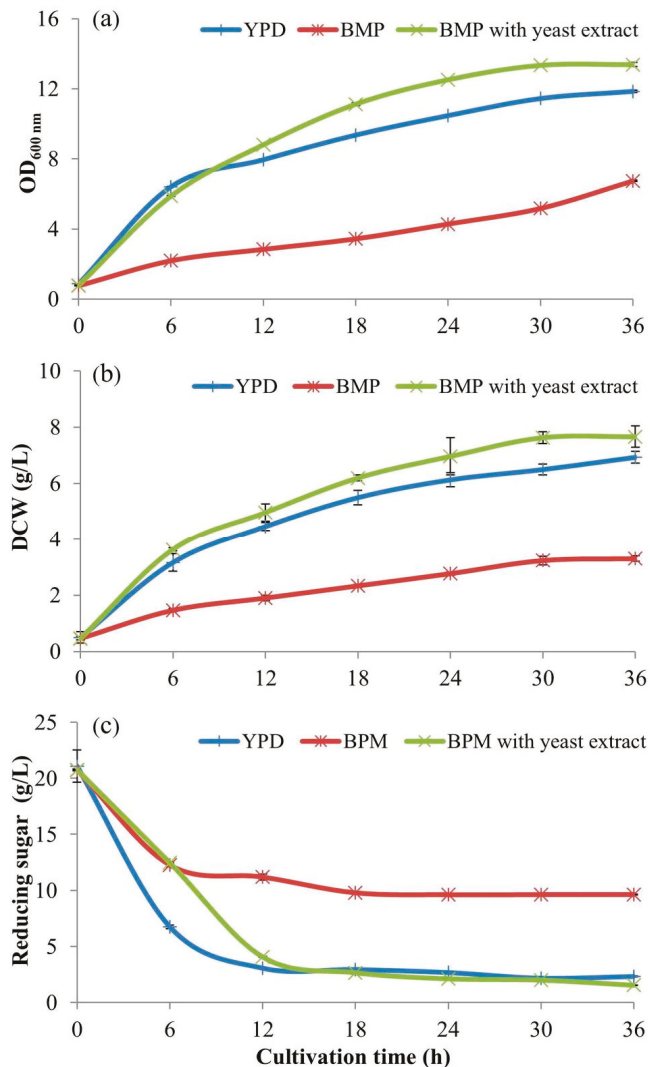 (a)
YPD BMP BMP with yeast extract
16
12
8
4
0
OD600 nm
0 6 12 18 24 30 36
(b)
YPD BMP BMP with yeast extract
10
8
6
4
2
0
DCW (g/L)
0 6 12 18 24 30 36
(c)
YPD BPM BPM with yeast extract
25
20
15
10
5
0
Reducing sugar (g/L)
0 6 12 18 24 30 36
Cultivation time (h)